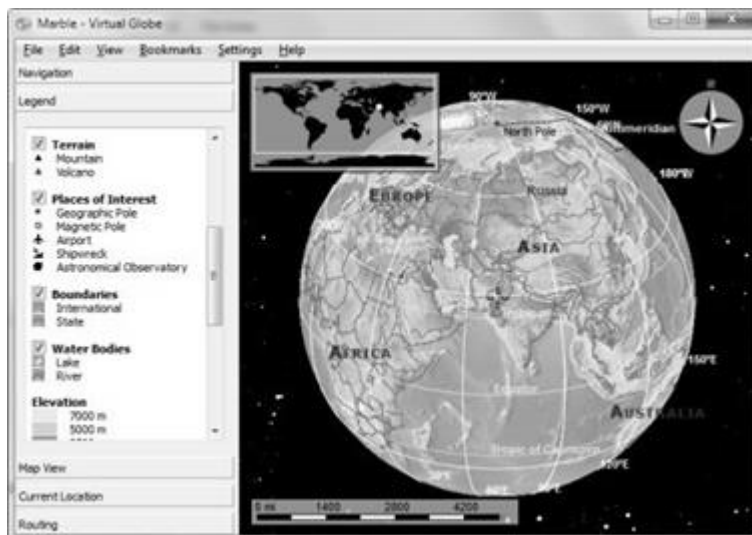 Marble - Virtual Globe
File Edit View Bookmarks Settings Help
Navigation
Legend
Terrain
Mountain
Volcano
Places of Interest
Geographic Pole
Magnetic Pole
Airport
Shipwreck
Astronomical Observatory
Boundaries
International
State
Water Bodies
Lake
River
Elevation
7000 m
5000 m
Map View
Current Location
Routing
90°W
150°W
North Pole
180°W
EUROPE
Russia
ASIA
AFRICA
150°E
AUSTRALIA
Tropic of Capricorn
120°E
0 mi 1400 2800 4200